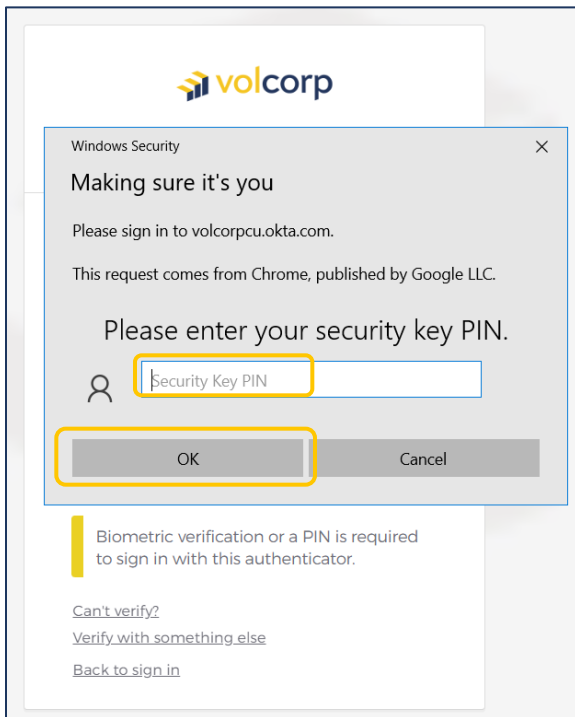 volcorp
Windows Security
Making sure it's you
Please sign in to volcorpcu.okta.com.
This request comes from Chrome, published by Google LLC.
Please enter your security key PIN.
Security Key PIN
OK
Cancel
Biometric verification or a PIN is required
to sign in with this authenticator.
Can't verify?
Verify with something else
Back to sign in